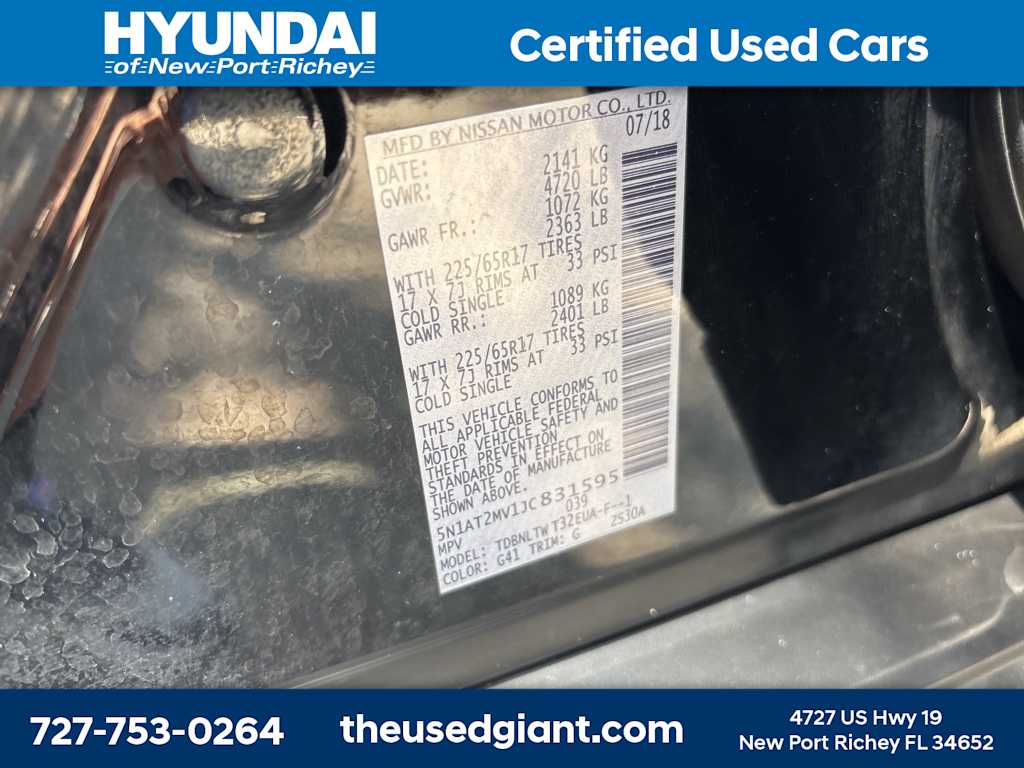 HYUNDAI
of New Port Richey
Certified Used Cars
MFD BY NISSAN MOTOR CO., LTD.
DATE: 07/18
GVWR: 2141 KG
4720 LB
GAWR FR.: 1072 KG
2363 LB
WITH 225/65R17 TIRES
17 X 7J RIMS AT 33 PSI
COLD SINGLE
GAWR RR.: 1089 KG
2401 LB
WITH 225/65R17 TIRES
17 X 7J RIMS AT 33 PSI
COLD SINGLE
THIS VEHICLE CONFORMS TO
ALL APPLICABLE FEDERAL
MOTOR VEHICLE SAFETY AND
THEFT PREVENTION
STANDARDS IN EFFECT ON
THE DATE OF MANUFACTURE
SHOWN ABOVE.
5N1AT2MV1JC831595
MPV 039
MODEL: TDBNLTW T32EUA-F--1
COLOR: G41 TRIM: G 2530A
727-753-0264
theusedgiant.com
4727 US Hwy 19
New Port Richey FL 34652